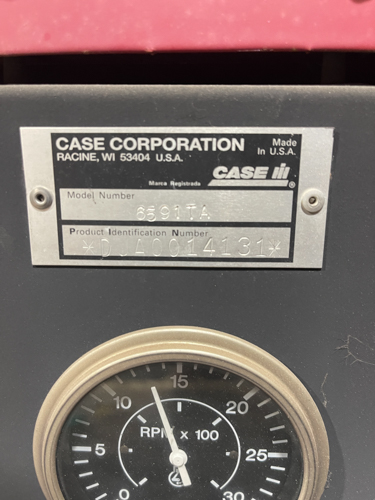 CASE CORPORATION
Made
In U.S.A.
RACINE, WI 53404 U.S.A.
Marca Registrada
CASE IH®
Model Number
6591TA
Product Identification Number
*DJA0014131*
0
5
10
15
20
25
30
RPM x 100